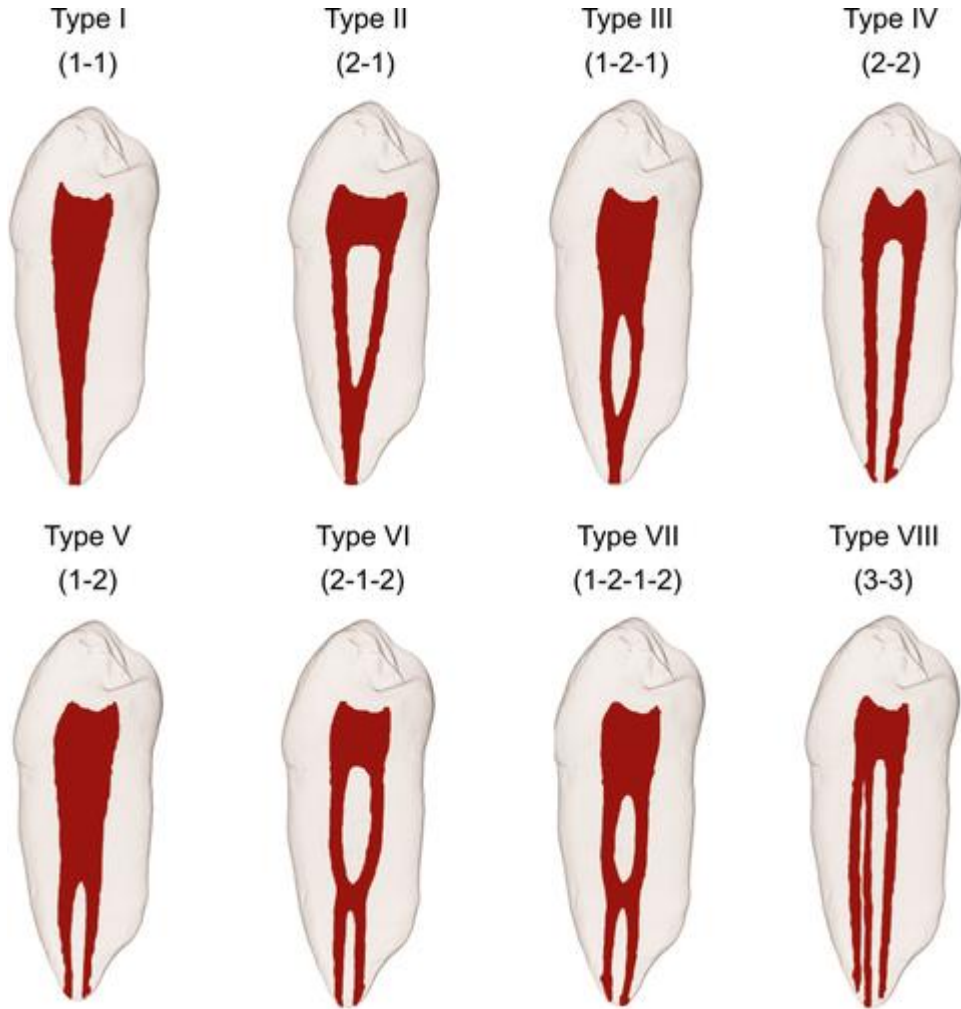 Type I
(1-1)
Type II
(2-1)
Type III
(1-2-1)
Type IV
(2-2)
Type V
(1-2)
Type VI
(2-1-2)
Type VII
(1-2-1-2)
Type VIII
(3-3)